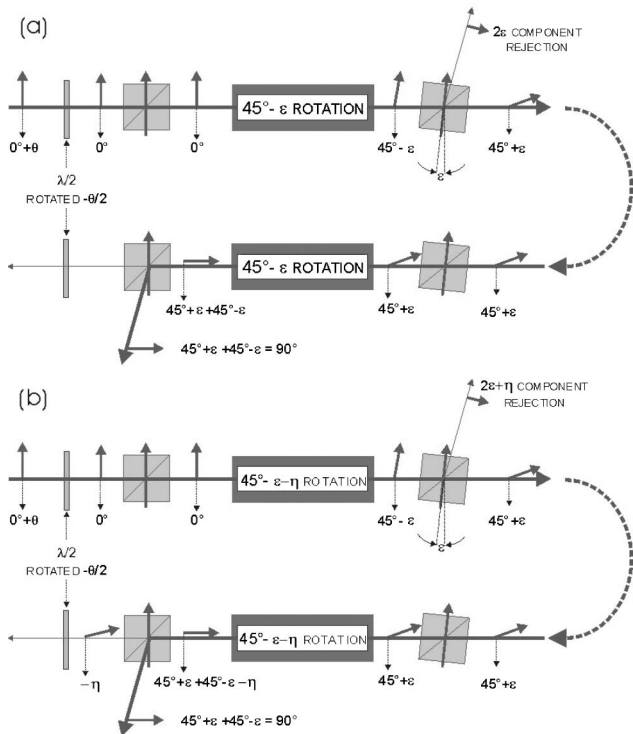 (a)
2ε COMPONENT
REJECTION
45°- ε ROTATION
0°+θ
0°
0°
45°- ε
ε
45°+ε
λ/2
ROTATED -θ/2
45°- ε ROTATION
45°+ε+45°-ε
45°+ε
45°+ε
45°+ε +45°-ε = 90°
(b)
2ε+η COMPONENT
REJECTION
45°- ε-η ROTATION
0°+θ
0°
0°
45°- ε
ε
45°+ε
λ/2
ROTATED -θ/2
45°- ε-η ROTATION
-η
45°+ε +45°-ε -η
45°+ε
45°+ε
45°+ε +45°-ε = 90°